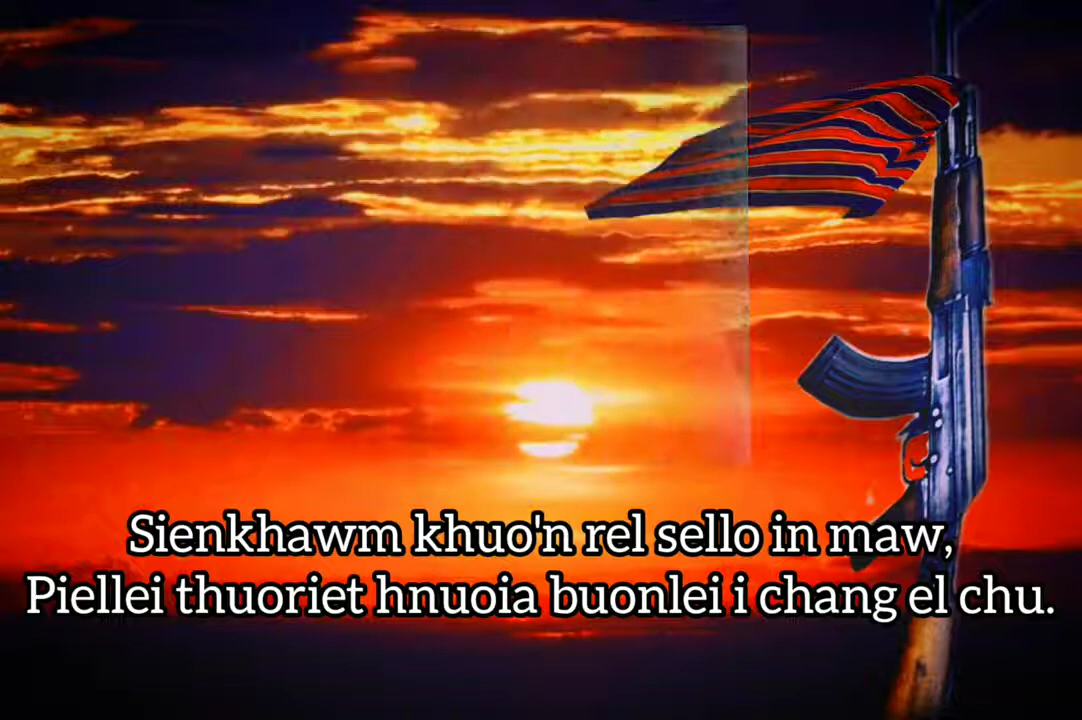 Sienkhawm khuo'n rel sello in maw,
Piellei thuoriet hnuoia buonlei i chang el chu.